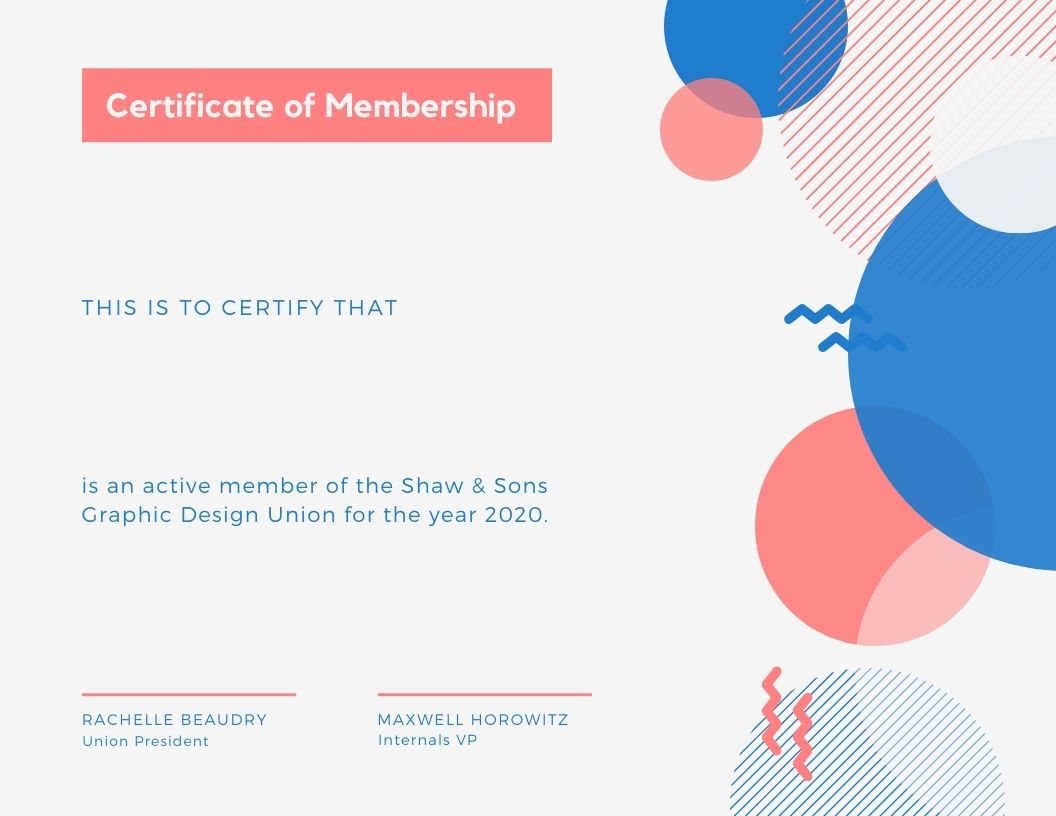 Certificate of Membership
THIS IS TO CERTIFY THAT
is an active member of the Shaw & Sons
Graphic Design Union for the year 2020.
RACHELLE BEAUDRY
Union President
MAXWELL HOROWITZ
Internals VP